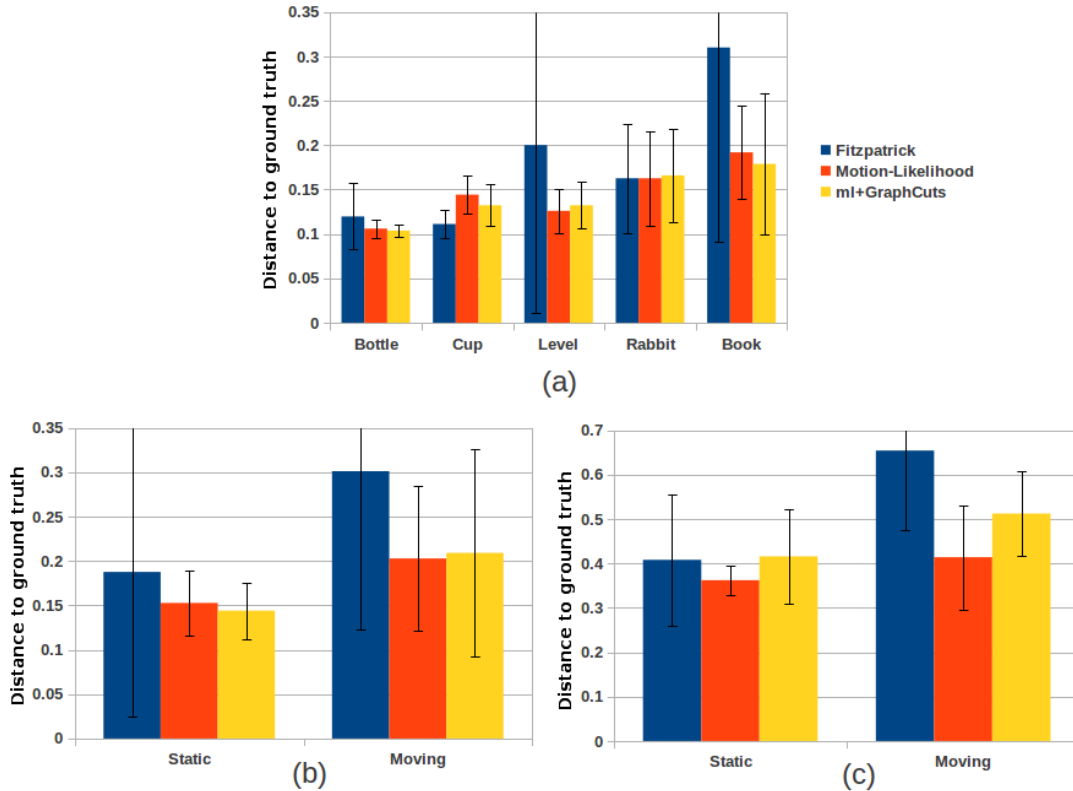 Distance to ground truth
0.35
0.3
0.25
0.2
0.15
0.1
0.05
0
Bottle Cup Level Rabbit Book
Fitzpatrick
Motion-Likelihood
ml+GraphCuts
(a)
Distance to ground truth
0.35
0.3
0.25
0.2
0.15
0.1
0.05
0
Static Moving
(b)
Distance to ground truth
0.7
0.6
0.5
0.4
0.3
0.2
0.1
0
Static Moving
(c)